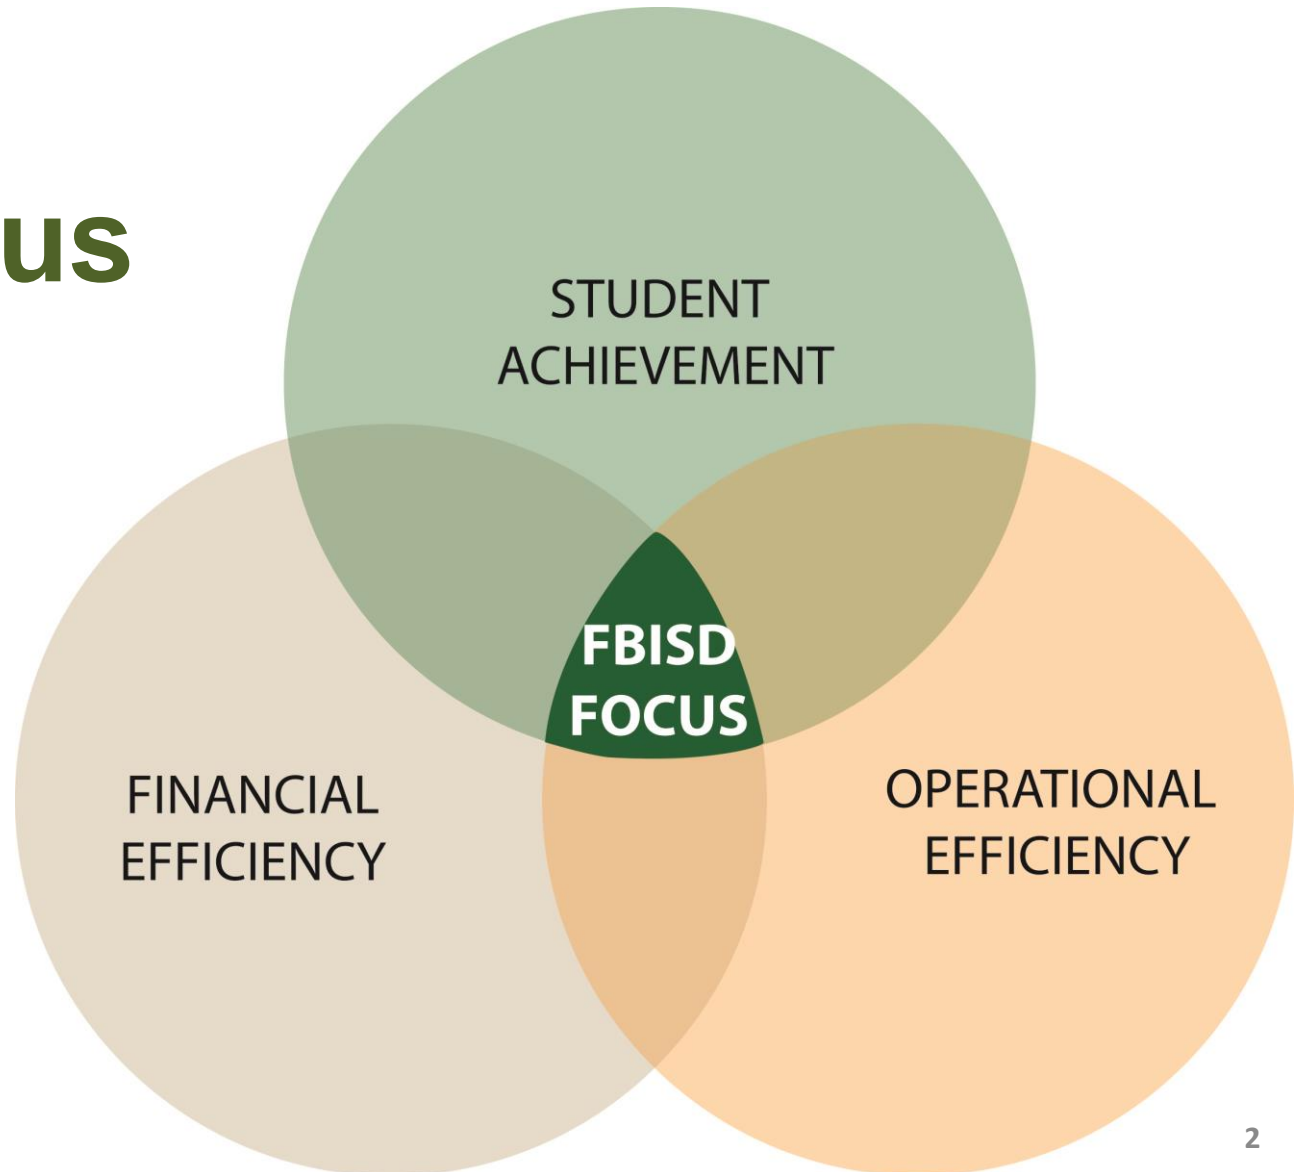 us
STUDENT
ACHIEVEMENT
FBISD
FOCUS
FINANCIAL
EFFICIENCY
OPERATIONAL
EFFICIENCY
2